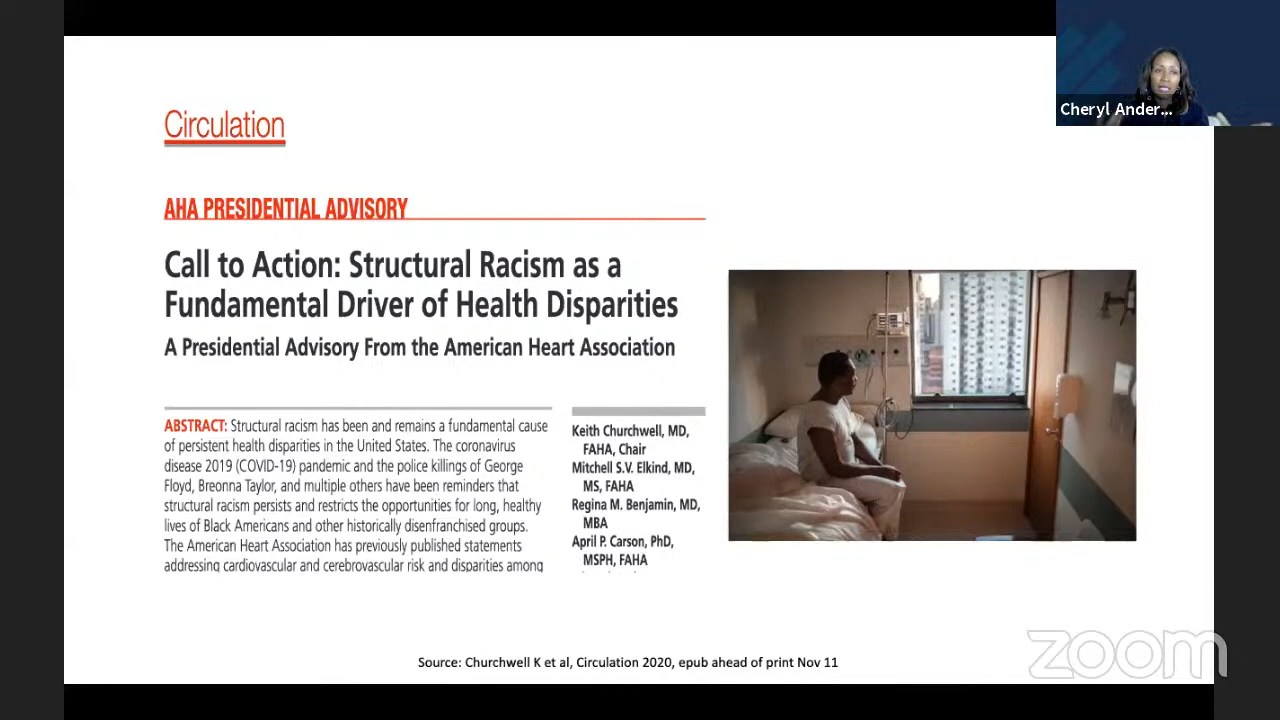 Circulation
AHA PRESIDENTIAL ADVISORY
Call to Action: Structural Racism as a
Fundamental Driver of Health Disparities
A Presidential Advisory From the American Heart Association
ABSTRACT: Structural racism has been and remains a fundamental cause
of persistent health disparities in the United States. The coronavirus
disease 2019 (COVID-19) pandemic and the police killings of George
Floyd, Breonna Taylor, and multiple others have been reminders that
structural racism persists and restricts the opportunities for long, healthy
lives of Black Americans and other historically disenfranchised groups.
The American Heart Association has previously published statements
addressing cardiovascular and cerebrovascular risk and disparities among
Keith Churchwell, MD,
FAHA, Chair
Mitchell S.V. Elkind, MD,
MS, FAHA
Regina M. Benjamin, MD,
MBA
April P. Carson, PhD,
MSPH, FAHA
Source: Churchwell K et al, Circulation 2020, epub ahead of print Nov 11
Cheryl Ander...
zoom